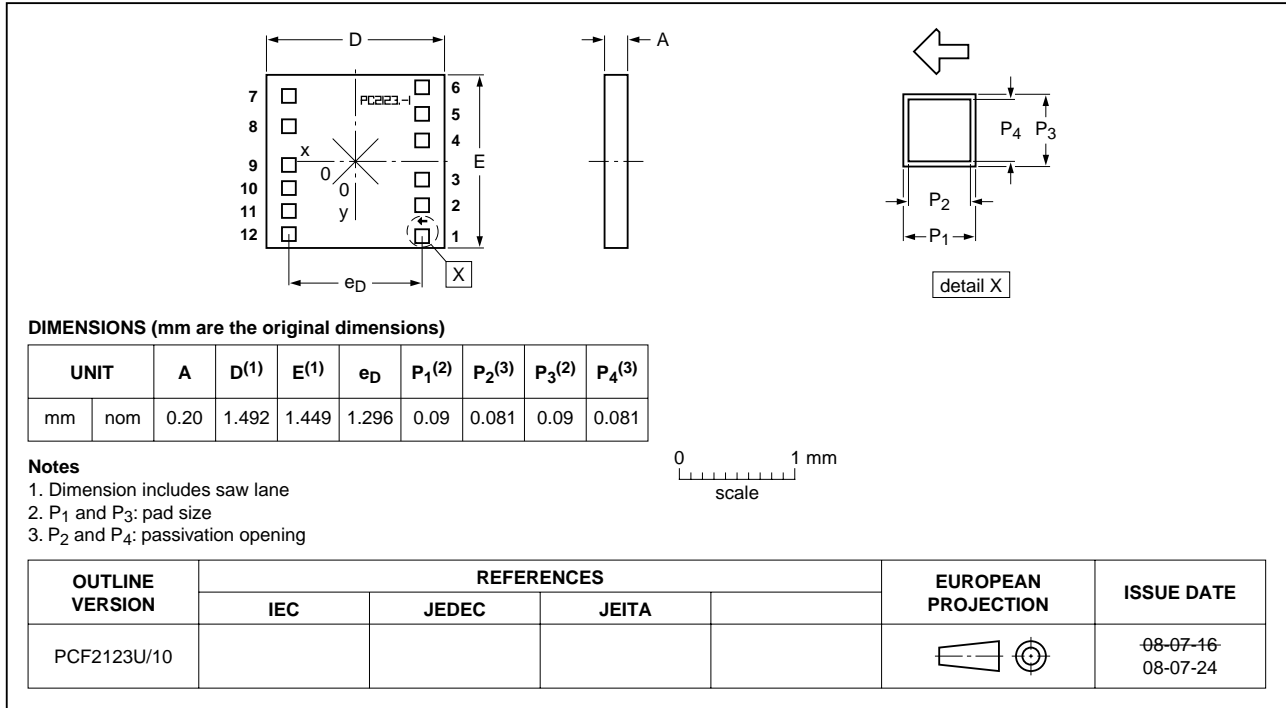 D
A
PC2123.-1
7
8
9
10
11
12
6
5
4
3
2
1
x
0
0
y
E
eD
X
P4
P3
P2
P1
detail X
DIMENSIONS (mm are the original dimensions)
UNIT A D(1) E(1) eD P1(2) P2(3) P3(2) P4(3)
mm nom 0.20 1.492 1.449 1.296 0.09 0.081 0.09 0.081
0 1 mm
scale
Notes
1. Dimension includes saw lane
2. P1 and P3: pad size
3. P2 and P4: passivation opening
OUTLINE VERSION REFERENCES EUROPEAN PROJECTION ISSUE DATE
IEC JEDEC JEITA
PCF2123U/10 08-07-16
08-07-24